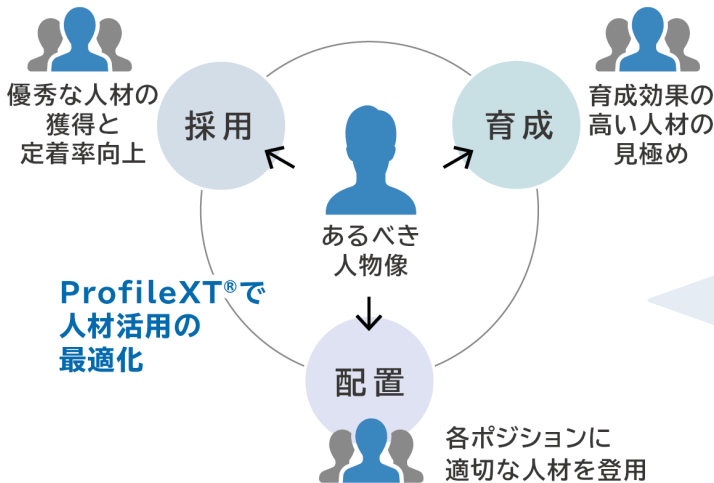 優秀な人材の
獲得と
定着率向上
採用
育成
育成効果の
高い人材の
見極め
あるべき
人物像
ProfileXT®で
人材活用の
最適化
配置
各ポジションに
適切な人材を登用